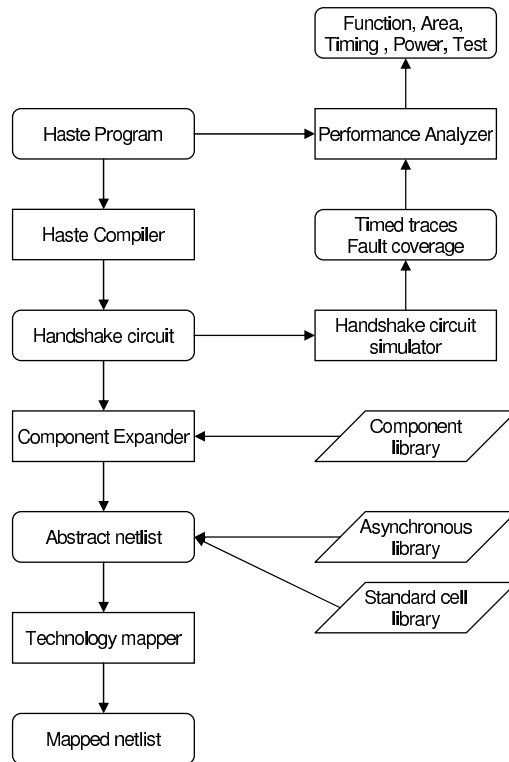 Function, Area,
Timing , Power, Test
Haste Program
Performance Analyzer
Haste Compiler
Timed traces
Fault coverage
Handshake circuit
Handshake circuit
simulator
Component Expander
Component
library
Abstract netlist
Asynchronous
library
Standard cell
library
Technology mapper
Mapped netlist